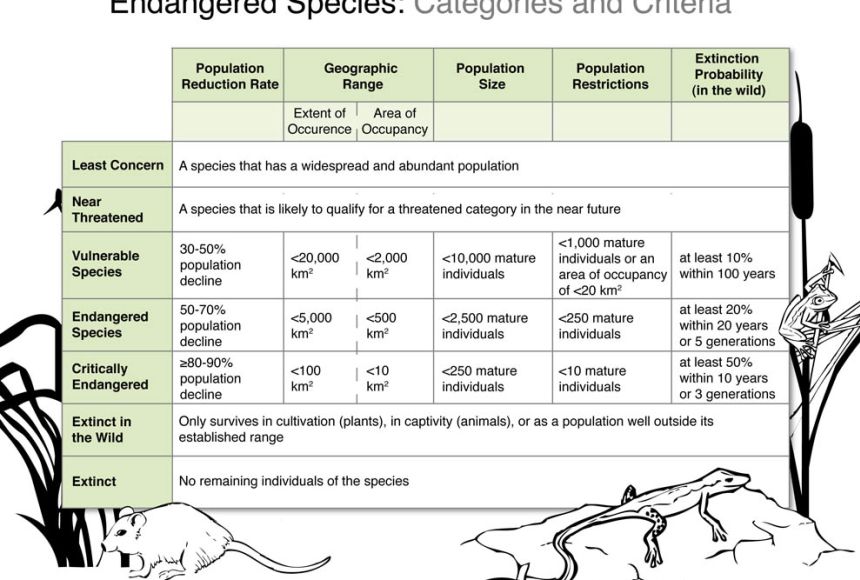 Endangered Species: Categories and Criteria
Population
Reduction Rate
Geographic
Range
Population
Size
Population
Restrictions
Extinction
Probability
(in the wild)
Extent of
Occurence
Area of
Occupancy
Least Concern
A species that has a widespread and abundant population
Near
Threatened
A species that is likely to qualify for a threatened category in the near future
Vulnerable
Species
30-50%
population
decline
<20,000
km²
<2,000
km²
<10,000 mature
individuals
<1,000 mature
individuals or an
area of occupancy
of <20 km²
at least 10%
within 100 years
Endangered
Species
50-70%
population
decline
<5,000
km²
<500
km²
<2,500 mature
individuals
<250 mature
individuals
at least 20%
within 20 years
or 5 generations
Critically
Endangered
≥80-90%
population
decline
<100
km²
<10
km²
<250 mature
individuals
<10 mature
individuals
at least 50%
within 10 years
or 3 generations
Extinct in
the Wild
Only survives in cultivation (plants), in captivity (animals), or as a population well outside its
established range
Extinct
No remaining individuals of the species